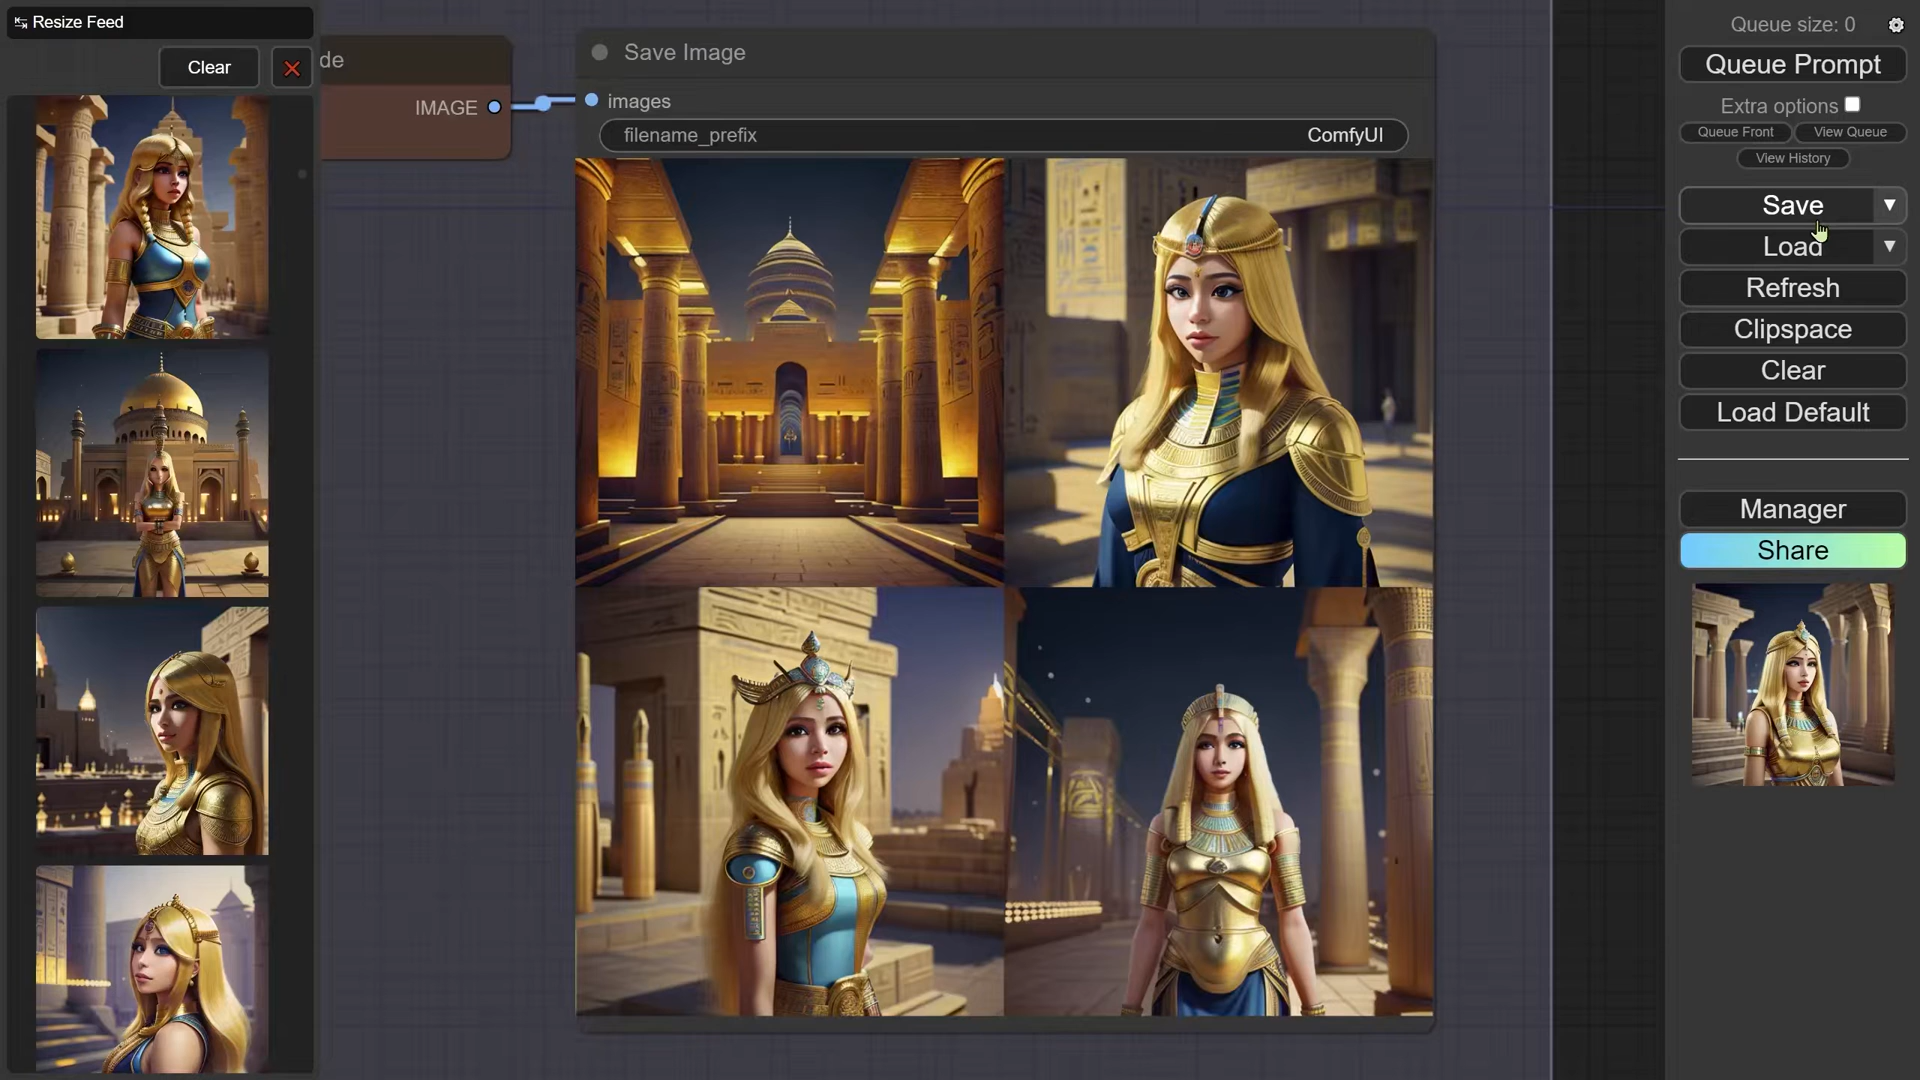 Resize Feed
Clear
de
IMAGE
Save Image
images
filename_prefix ComfyUI
Queue size: 0
Queue Prompt
Extra options
Queue Front View Queue
View History
Save ▼
Load ▼
Refresh
Clipspace
Clear
Load Default
Manager
Share